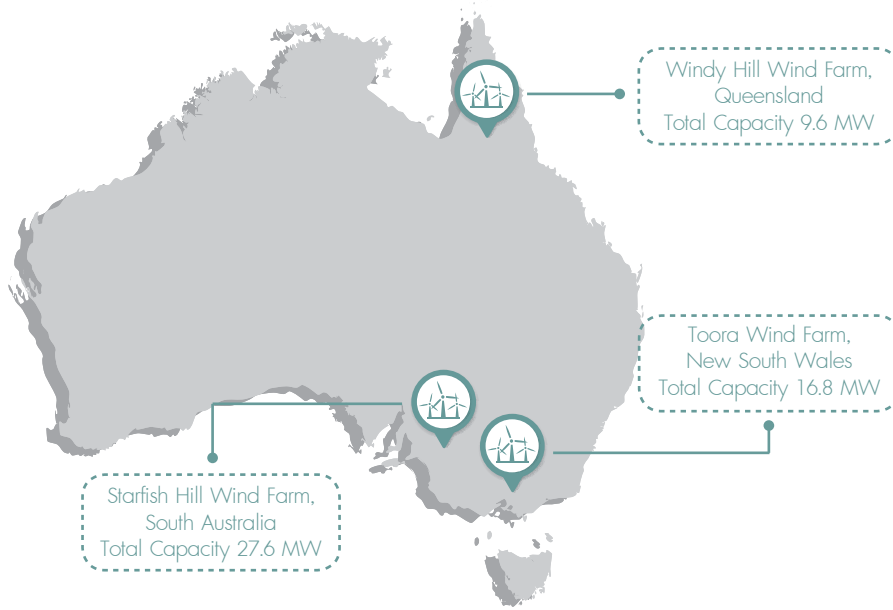 Windy Hill Wind Farm,
Queensland
Total Capacity 9.6 MW
Toora Wind Farm,
New South Wales
Total Capacity 16.8 MW
Starfish Hill Wind Farm,
South Australia
Total Capacity 27.6 MW